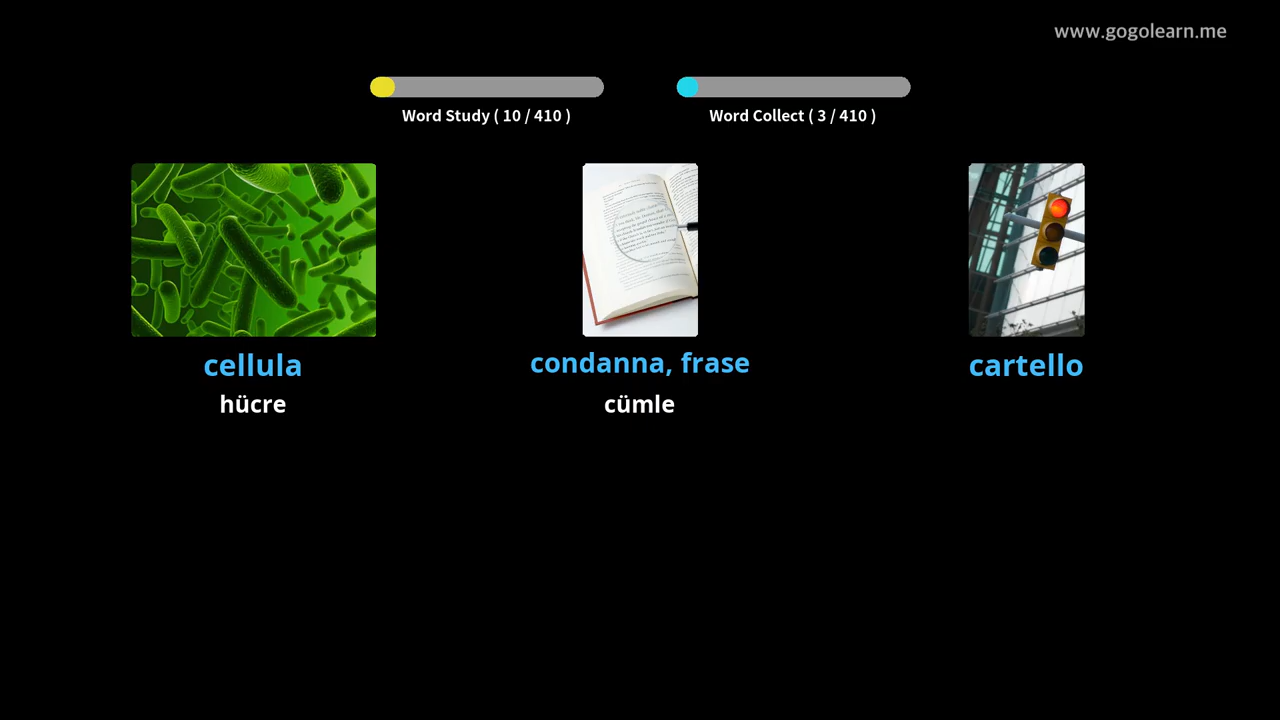 www.gogolearn.me
Word Study ( 10 / 410 )
Word Collect ( 3 / 410 )
cellula
hücre
condanna, frase
cümle
cartello